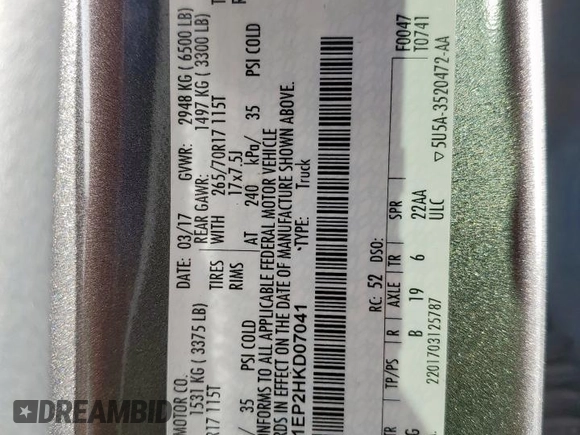 MOTOR CO.
DATE: 03/17 GVWR: 2948 KG ( 6500 LB)
1531 KG ( 3375 LB) REAR GAWR: 1497 KG ( 3300 LB)
R17 115T TIRES WITH 265/70R17 115T
RIMS 17x7.5J
/ 35 PSI COLD AT 240 kPa/ 35 PSI COLD
ONFORMS TO ALL APPLICABLE FEDERAL MOTOR VEHICLE
RDS IN EFFECT ON THE DATE OF MANUFACTURE SHOWN ABOVE.
1EP2HKD07041 *TYPE: Truck
F0047
T0741
RC: 52 DSO:
TR TP/PS R AXLE TR SPR
G B 19 6 22AA
2201703125787 ULC
▽5U5A-3520472-AA
DREAMBID